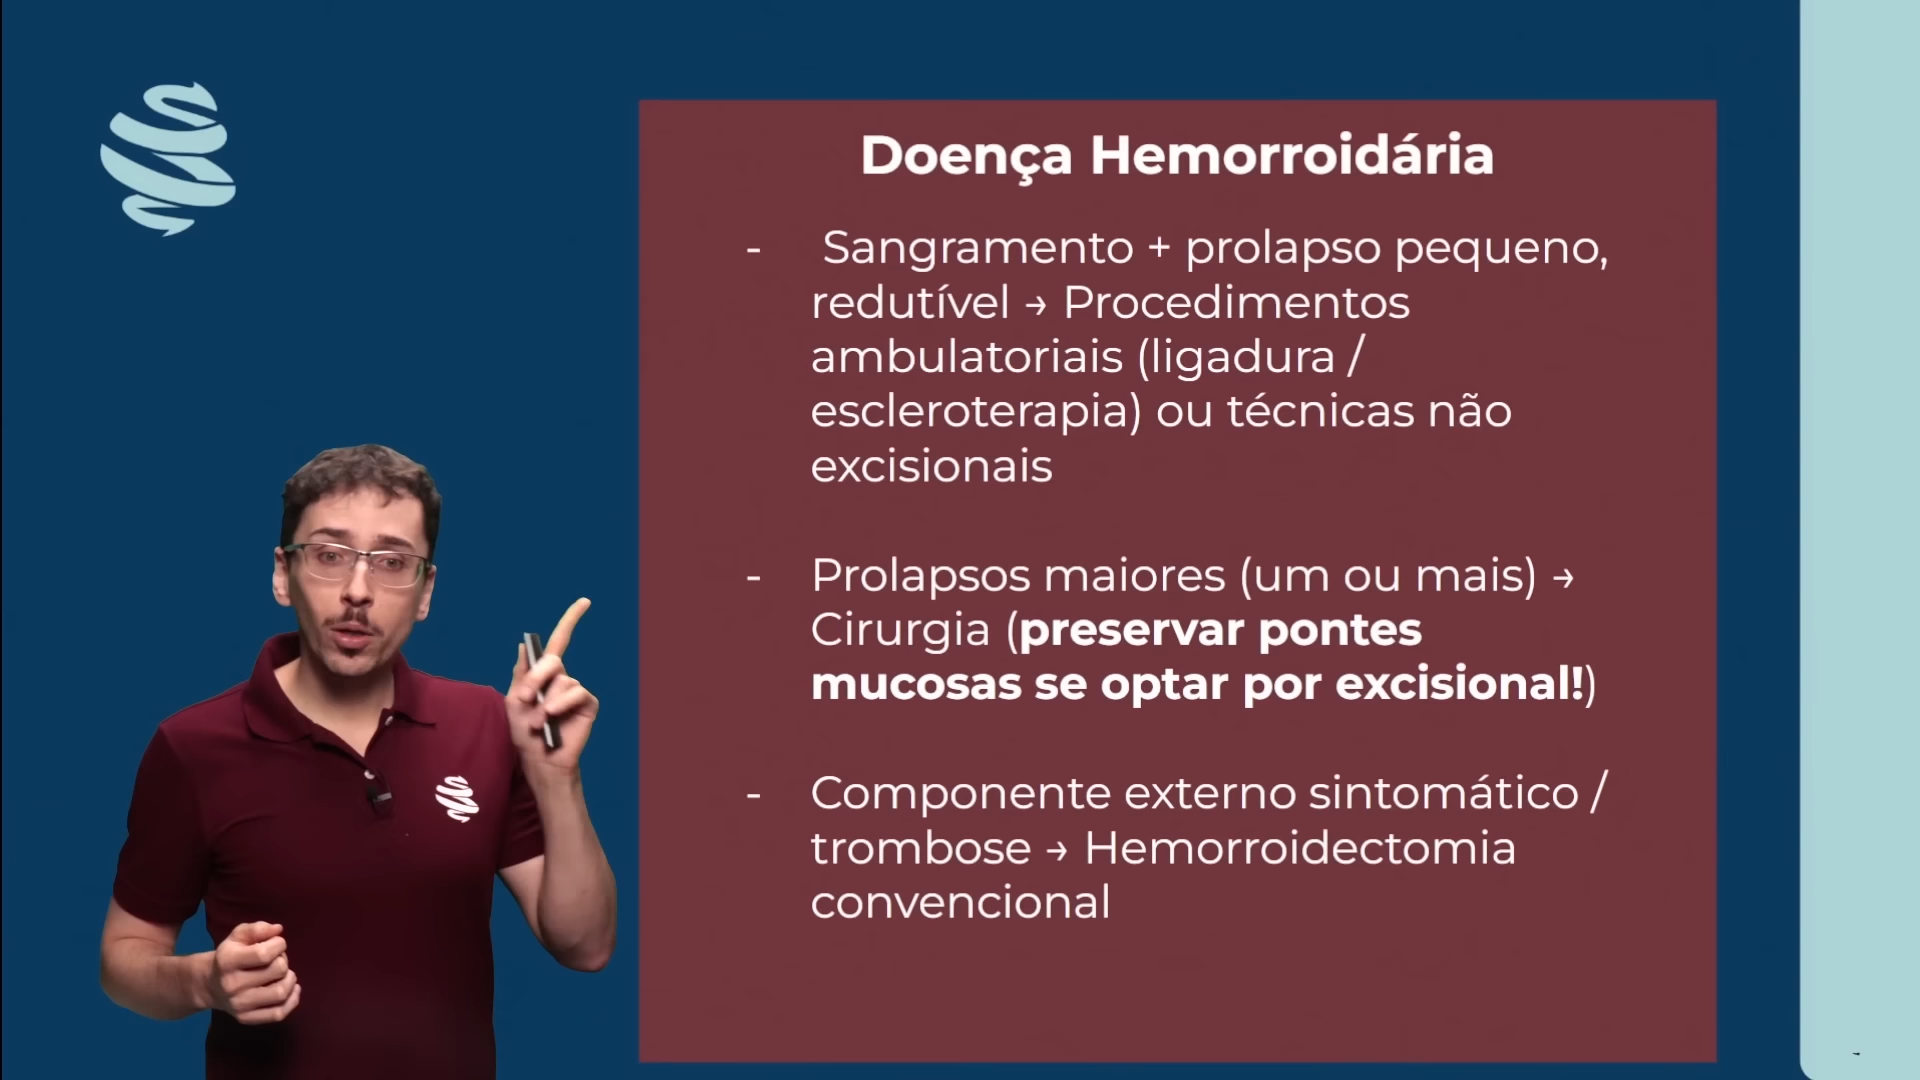 Doença Hemorroidária
- Sangramento + prolapso pequeno,
redutível → Procedimentos
ambulatoriais (ligadura /
escleroterapia) ou técnicas não
excisionais
- Prolapsos maiores (um ou mais) →
Cirurgia (preservar pontes
mucosas se optar por excisional!)
- Componente externo sintomático /
trombose → Hemorroidectomia
convencional